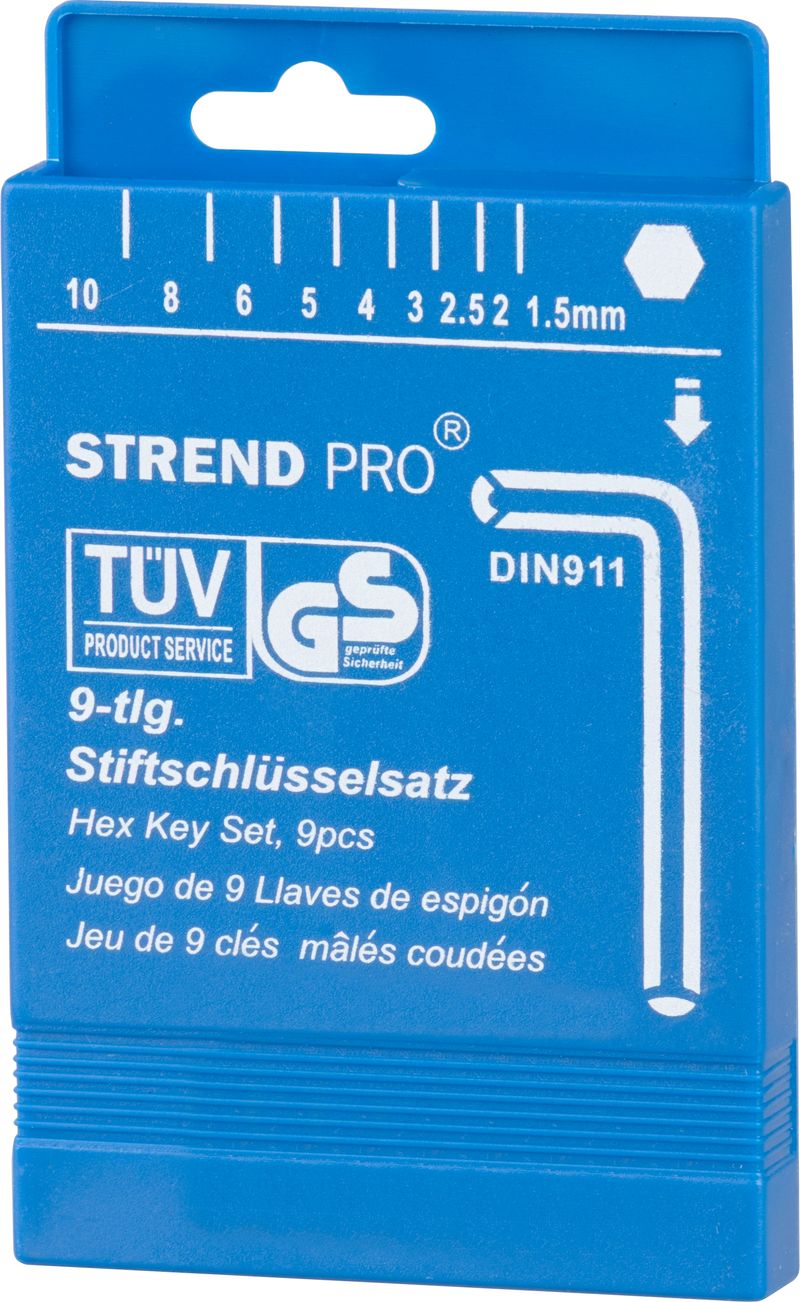 10 8 6 5 4 3 2.5 2 1.5mm
STREND PRO®
DIN911
TÜV
PRODUCT SERVICE
GS
geprüfte
Sicherheit
9-tlg.
Stiftschlüsselsatz
Hex Key Set, 9pcs
Juego de 9 Llaves de espigón
Jeu de 9 clés mâlés coudées